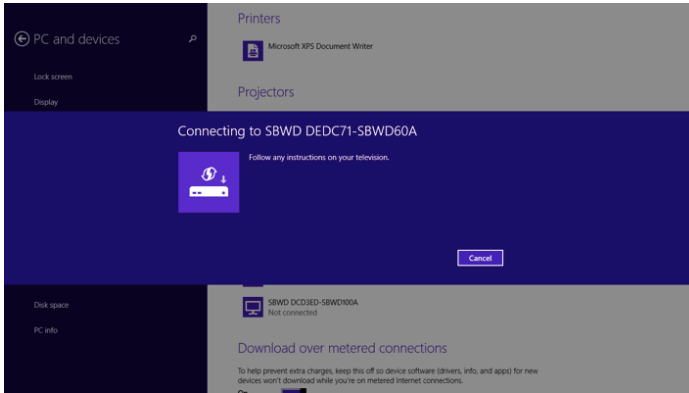 PC and devices
Lock screen
Display
Printers
Microsoft XPS Document Writer
Projectors
Connecting to SBWD DEDC71-SBWD60A
Follow any instructions on your television.
Cancel
Disk space
PC info
SBWD DCD3ED-SBWD100A
Not connected
Download over metered connections
To help prevent extra charges, keep this off so device software (drivers, info, and apps) for new
devices won't download while you're on metered Internet connections.
On